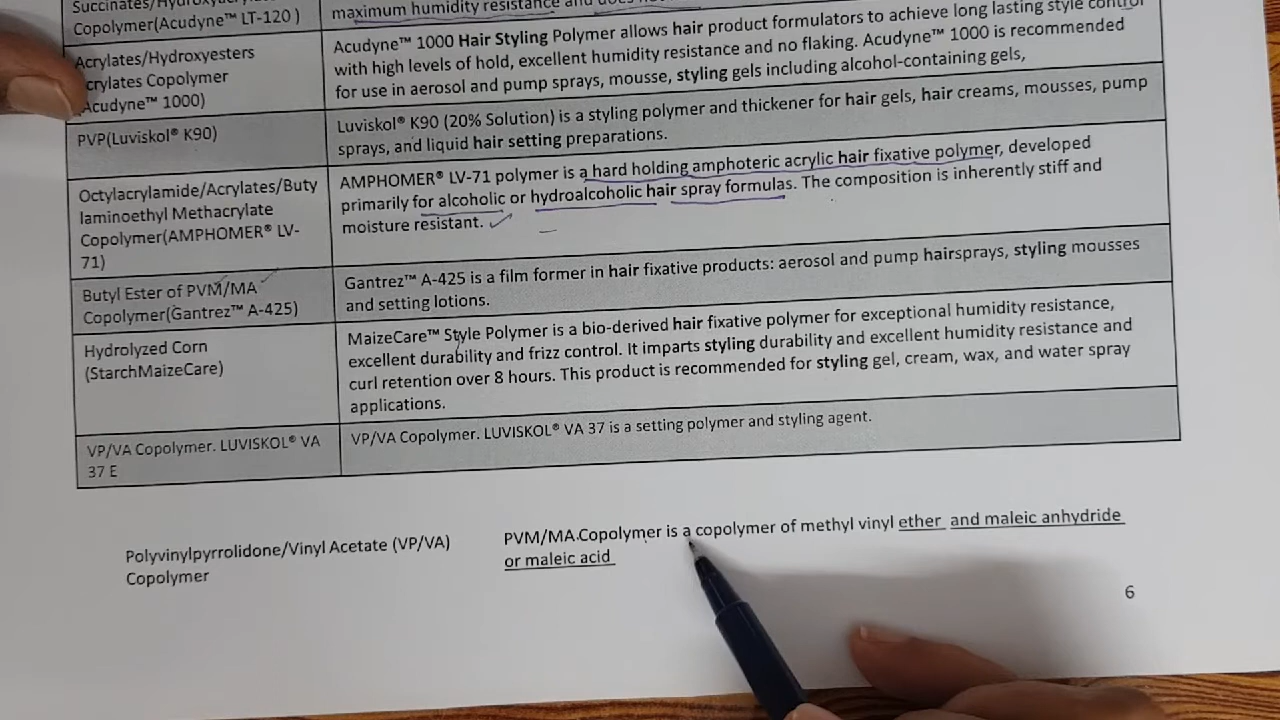 Succinates/Hydroxyacrylates
Copolymer(Acudyne™ LT-120 )
maximum humidity resistance and does not
Acrylates/Hydroxyesters
Acrylates Copolymer
(Acudyne™ 1000)
Acudyne™ 1000 Hair Styling Polymer allows hair product formulators to achieve long lasting style control
with high levels of hold, excellent humidity resistance and no flaking. Acudyne™ 1000 is recommended
for use in aerosol and pump sprays, mousse, styling gels including alcohol-containing gels,
PVP(Luviskol® K90)
Luviskol® K90 (20% Solution) is a styling polymer and thickener for hair gels, hair creams, mousses, pump
sprays, and liquid hair setting preparations.
Octylacrylamide/Acrylates/Buty
laminoethyl Methacrylate
Copolymer(AMPHOMER® LV-
71)
AMPHOMER® LV-71 polymer is a hard holding amphoteric acrylic hair fixative polymer, developed
primarily for alcoholic or hydroalcoholic hair spray formulas. The composition is inherently stiff and
moisture resistant.
Butyl Ester of PVM/MA
Copolymer(Gantrez™ A-425)
Gantrez™ A-425 is a film former in hair fixative products: aerosol and pump hairsprays, styling mousses
and setting lotions.
Hydrolyzed Corn
(StarchMaizeCare)
MaizeCare™ Style Polymer is a bio-derived hair fixative polymer for exceptional humidity resistance,
excellent durability and frizz control. It imparts styling durability and excellent humidity resistance and
curl retention over 8 hours. This product is recommended for styling gel, cream, wax, and water spray
applications.
VP/VA Copolymer. LUVISKOL® VA
37 E
VP/VA Copolymer. LUVISKOL® VA 37 is a setting polymer and styling agent.
Polyvinylpyrrolidone/Vinyl Acetate (VP/VA)
Copolymer
PVM/MA Copolymer is a copolymer of methyl vinyl ether and maleic anhydride
or maleic acid
6